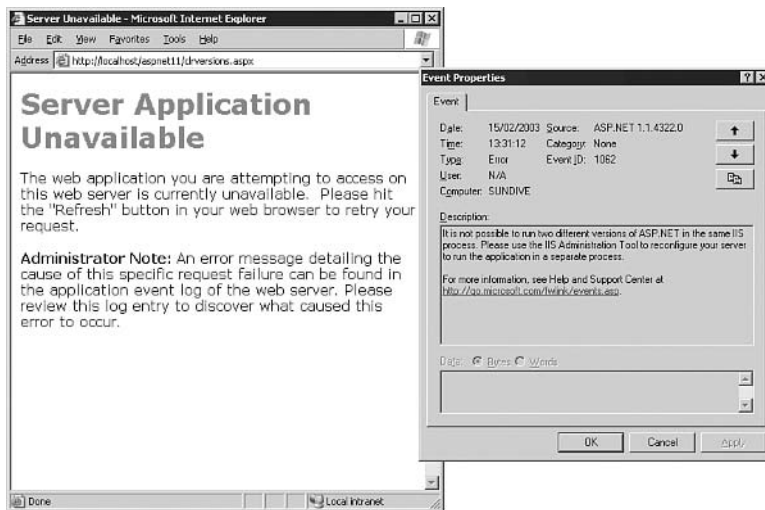 Server Unavailable - Microsoft Internet Explorer
File Edit View Favorites Tools Help
Address http://localhost/aspnet11/clrversions.aspx
Server Application
Unavailable
The web application you are attempting to access on
this web server is currently unavailable. Please hit
the "Refresh" button in your web browser to retry your
request.
Administrator Note: An error message detailing the
cause of this specific request failure can be found in
the application event log of the web server. Please
review this log entry to discover what caused this
error to occur.
Done
Local intranet
Event Properties
Event
Date: 15/02/2003 Source: ASP.NET 1.1.4322.0
Time: 13:31:12 Category: None
Type: Error Event ID: 1062
User: N/A
Computer: SUNDIVE
Description:
It is not possible to run two different versions of ASP.NET in the same IIS
process. Please use the IIS Administration Tool to reconfigure your server
to run the application in a separate process.
For more information, see Help and Support Center at
http://go.microsoft.com/fwlink/events.asp.
Data: Bytes Words
OK Cancel Apply